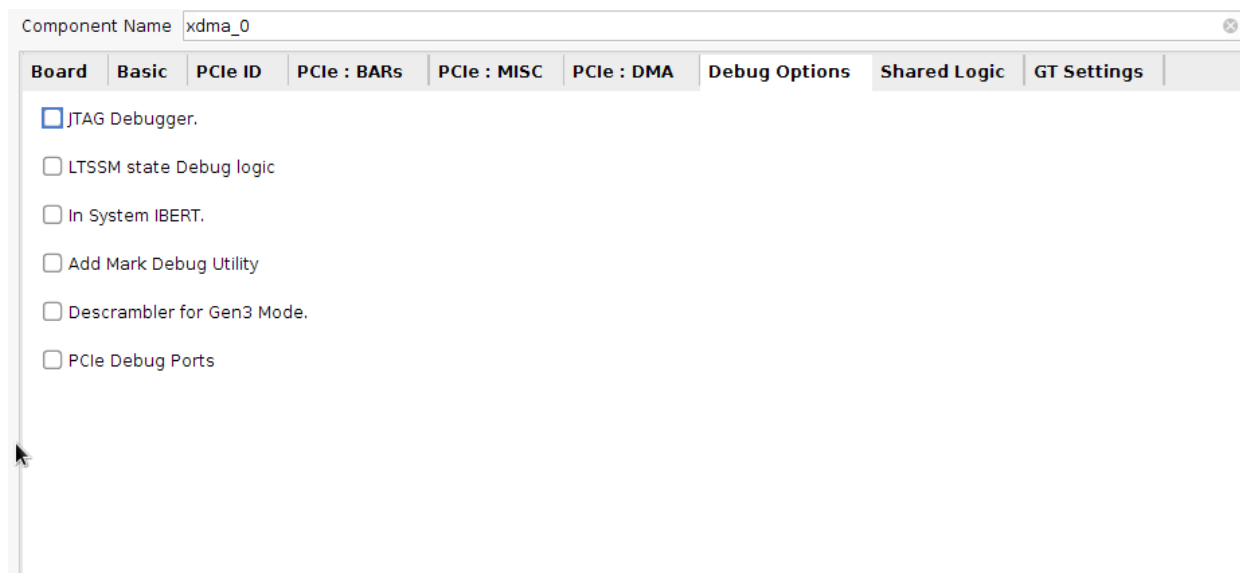 Component Name xdma_0
Board Basic PCIe ID PCIe : BARs PCIe : MISC PCIe : DMA Debug Options Shared Logic GT Settings
JTAG Debugger.
LTSSM state Debug logic
In System IBERT.
Add Mark Debug Utility
Descrambler for Gen3 Mode.
PCIe Debug Ports